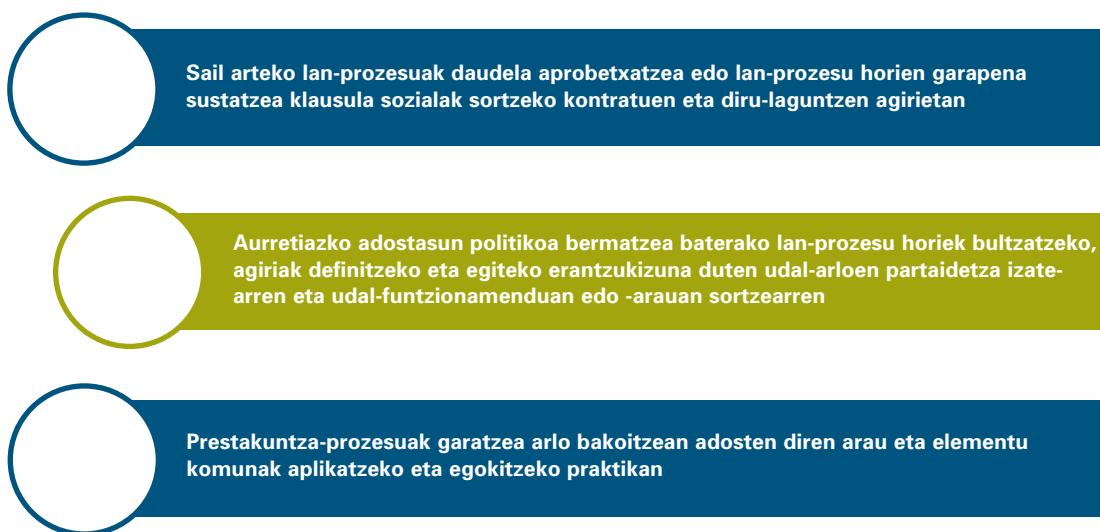 Sail arteko lan-prozesuak daudela aprobetxatzea edo lan-prozesu horien garapena
sustatzea klausula sozialak sortzeko kontratuen eta diru-laguntzen agirietan
Aurretiazko adostasun politikoa bermatzea baterako lan-prozesu horiek bultzatzeko,
agiriak definitzeko eta egiteko erantzukizuna duten udal-arloen partaidetza izate-
arren eta udal-funtzionamenduan edo -arauan sortzearren
Prestakuntza-prozesuak garatzea arlo bakoitzean adosten diren arau eta elementu
komunak aplikatzeko eta egokitzeko praktikan